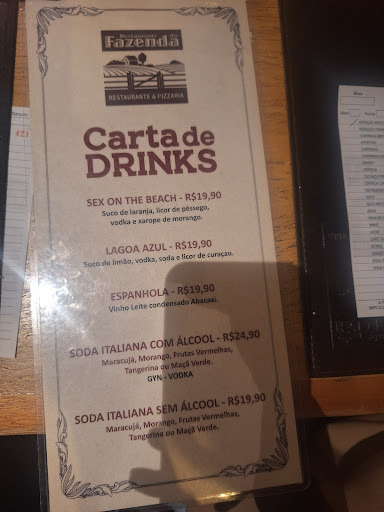 Restaurante da
Fazenda
RESTAURANTE & PIZZARIA
Carta de
DRINKS
SEX ON THE BEACH - R$19,90
Suco de laranja, licor de pêssego,
vodka e xarope de morango.
LAGOA AZUL - R$19,90
Suco de limão, vodka, soda e licor de curaçau.
ESPANHOLA - R$19,90
Vinho Leite condensado Abacaxi.
SODA ITALIANA COM ÁLCOOL - R$24,90
Maracujá, Morango, Frutas Vermelhas,
Tangerina ou Maçã Verde.
GYN - VODKA
SODA ITALIANA SEM ÁLCOOL - R$19,90
Maracujá, Morango, Frutas Vermelhas,
Tangerina ou Maçã Verde.
421